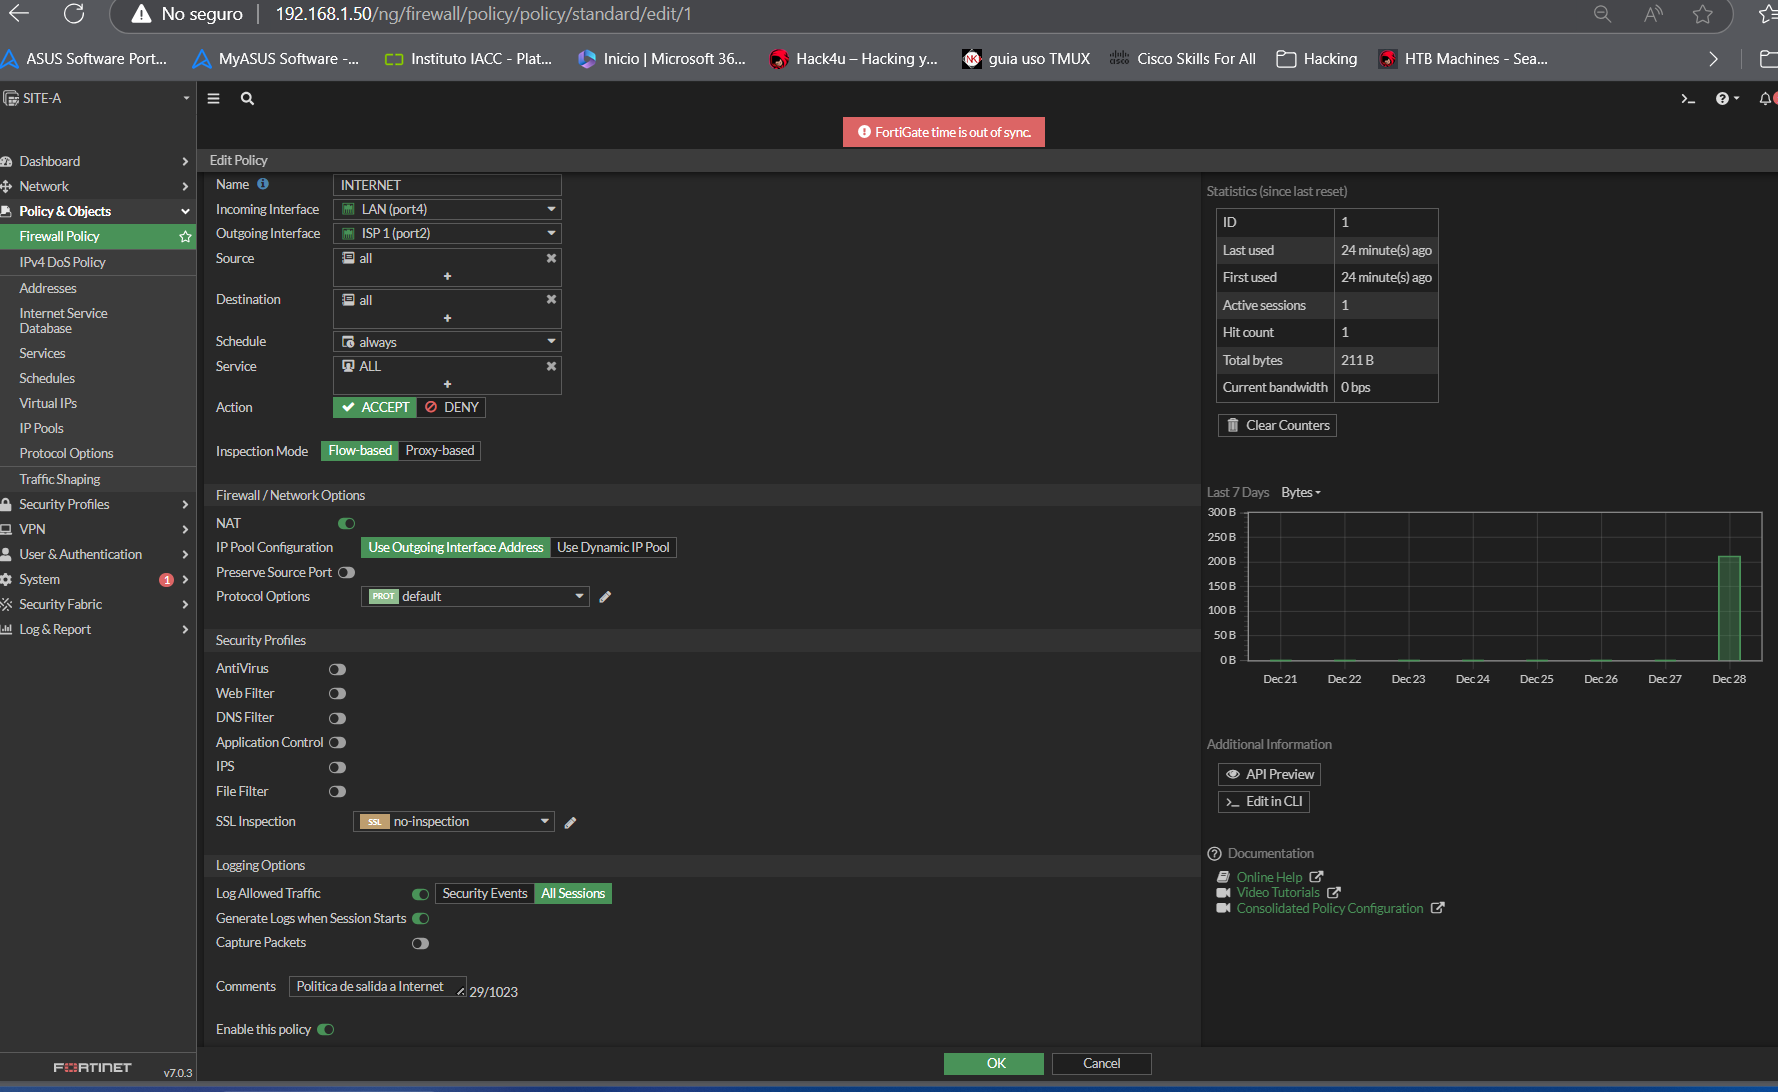 No seguro
192.168.1.50/ng/firewall/policy/policy/standard/edit/1
ASUS Software Port...
MyASUS Software -...
Instituto IACC - Plat...
Inicio | Microsoft 36...
Hack4u – Hacking y...
guia uso TMUX
Cisco Skills For All
Hacking
HTB Machines - Sea...
SITE-A
FortiGate time is out of sync.
Dashboard
Network
Policy & Objects
Firewall Policy
IPv4 DoS Policy
Addresses
Internet Service
Database
Services
Schedules
Virtual IPs
IP Pools
Protocol Options
Traffic Shaping
Security Profiles
VPN
User & Authentication
System 1
Security Fabric
Log & Report
FORTINET v7.0.3
Edit Policy
Name INTERNET
Incoming Interface LAN (port4)
Outgoing Interface ISP 1 (port2)
Source all
+
Destination all
+
Schedule always
Service ALL
+
Action ACCEPT DENY
Inspection Mode Flow-based Proxy-based
Firewall / Network Options
NAT
IP Pool Configuration Use Outgoing Interface Address Use Dynamic IP Pool
Preserve Source Port
Protocol Options PROT default
Security Profiles
AntiVirus
Web Filter
DNS Filter
Application Control
IPS
File Filter
SSL Inspection SSL no-inspection
Logging Options
Log Allowed Traffic Security Events All Sessions
Generate Logs when Session Starts
Capture Packets
Comments Politica de salida a Internet 29/1023
Enable this policy
OK Cancel
Statistics (since last reset)
ID 1
Last used 24 minute(s) ago
First used 24 minute(s) ago
Active sessions 1
Hit count 1
Total bytes 211 B
Current bandwidth 0 bps
Clear Counters
Last 7 Days Bytes
300 B
250 B
200 B
150 B
100 B
50 B
0 B
Dec 21 Dec 22 Dec 23 Dec 24 Dec 25 Dec 26 Dec 27 Dec 28
Additional Information
API Preview
>_ Edit in CLI
Documentation
Online Help
Video Tutorials
Consolidated Policy Configuration